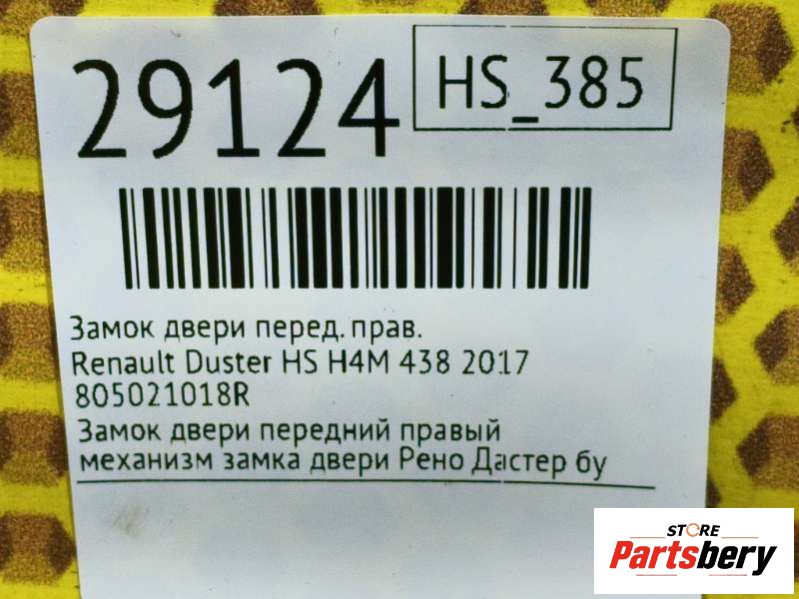 29124
HS_385
Замок двери перед. прав.
Renault Duster HS H4M 438 2017
805021018R
Замок двери передний правый
механизм замка двери Рено Дастер бу
STORE
Partsbery